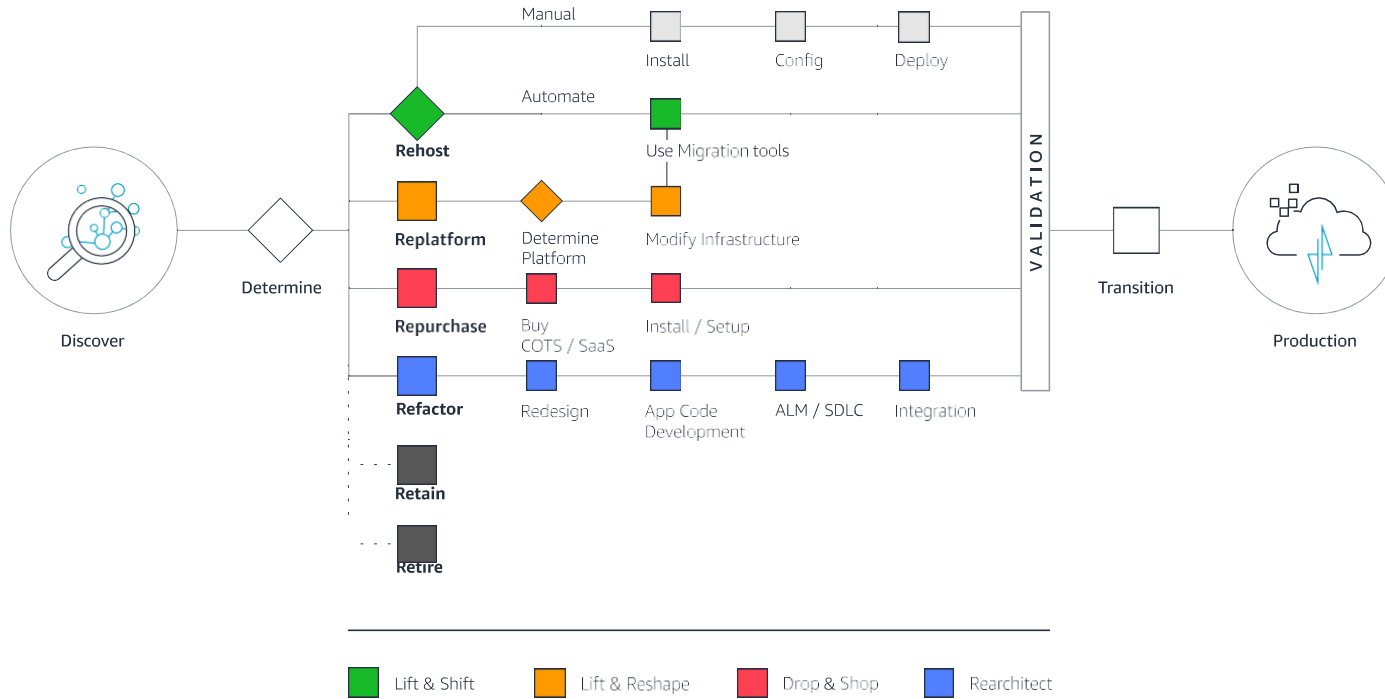 Manual
Install
Config
Deploy
Automate
Rehost
Use Migration tools
Replatform
Determine
Platform
Modify Infrastructure
Repurchase
Buy
COTS / SaaS
Install / Setup
Refactor
Redesign
App Code
Development
ALM / SDLC
Integration
Retain
Retire
Discover
Determine
VALIDATION
Transition
Production
Lift & Shift
Lift & Reshape
Drop & Shop
Rearchitect